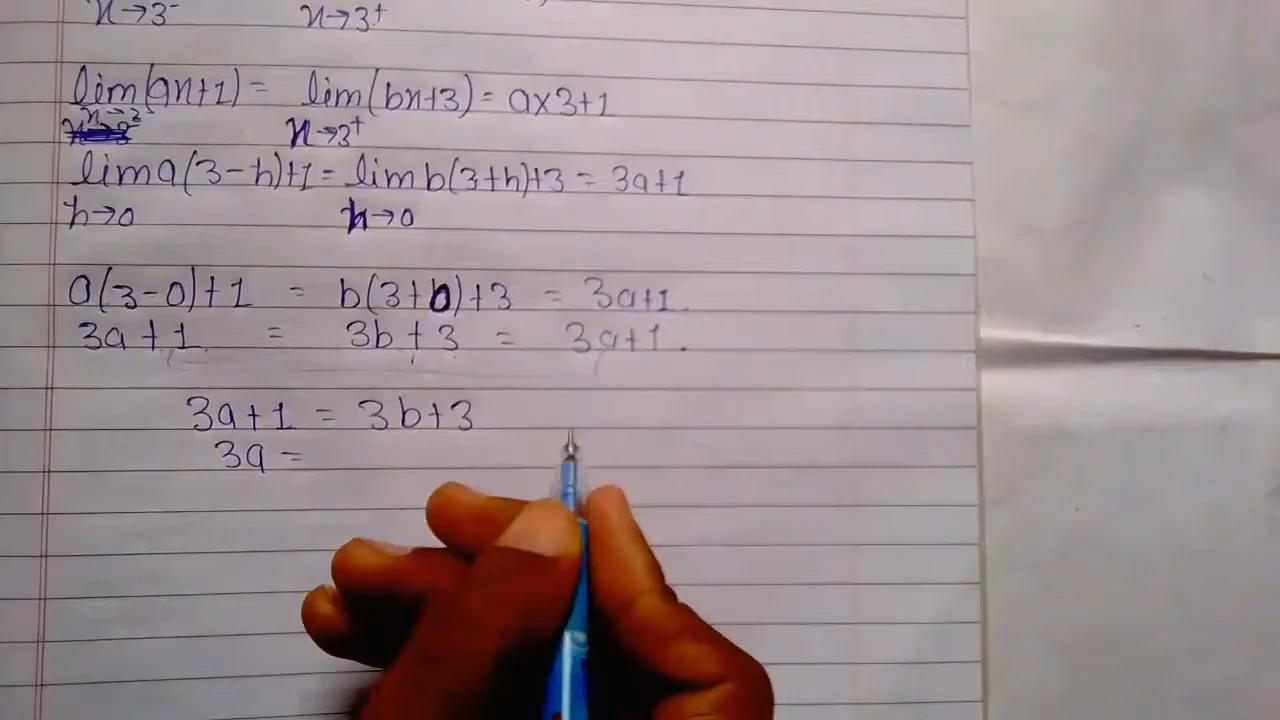 x→3⁻ x→3⁺
lim(ax+1) = lim(bx+3) = a×3+1
x→3⁻ x→3⁺
lim a(3-h)+1 = lim b(3+h)+3 = 3a+1
h→0 h→0
a(3-0)+1 = b(3+0)+3 = 3a+1.
3a+1 = 3b+3 = 3a+1.
3a+1 = 3b+3
3a =